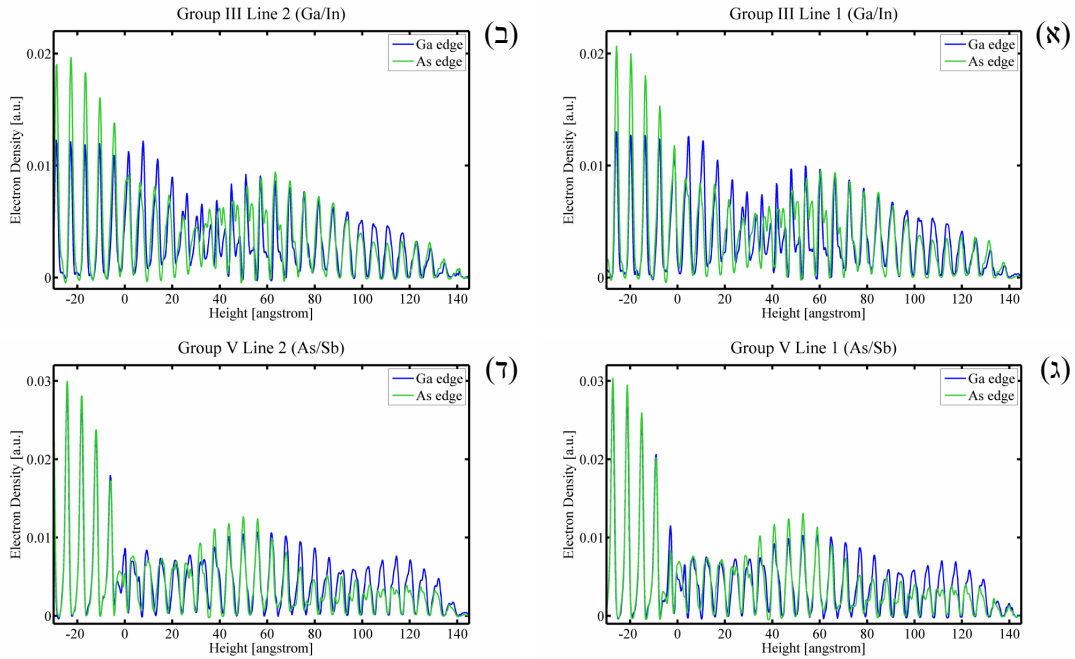 Group III Line 1 (Ga/In)
(א)
Ga edge
As edge
Electron Density [a.u.]
0.02
0.01
0
-20 0 20 40 60 80 100 120 140
Height [angstrom]
Group III Line 2 (Ga/In)
(ב)
Ga edge
As edge
Electron Density [a.u.]
0.02
0.01
0
-20 0 20 40 60 80 100 120 140
Height [angstrom]
Group V Line 1 (As/Sb)
(ג)
Ga edge
As edge
Electron Density [a.u.]
0.03
0.02
0.01
0
-20 0 20 40 60 80 100 120 140
Height [angstrom]
Group V Line 2 (As/Sb)
(ד)
Ga edge
As edge
Electron Density [a.u.]
0.03
0.02
0.01
0
-20 0 20 40 60 80 100 120 140
Height [angstrom]